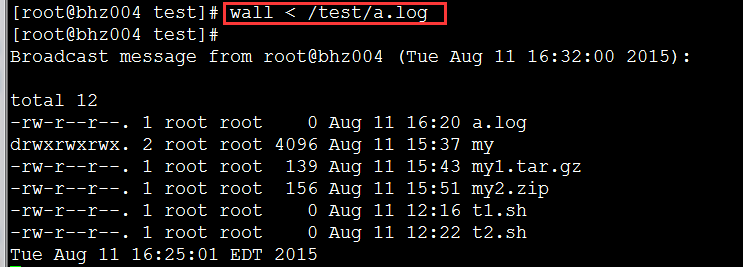 [root@bhz004 test]# wall < /test/a.log
[root@bhz004 test]#
Broadcast message from root@bhz004 (Tue Aug 11 16:32:00 2015):
total 12
-rw-r--r--. 1 root root    0 Aug 11 16:20 a.log
drwxrwxrwx. 2 root root 4096 Aug 11 15:37 my
-rw-r--r--. 1 root root  139 Aug 11 15:43 my1.tar.gz
-rw-r--r--. 1 root root  156 Aug 11 15:51 my2.zip
-rw-r--r--. 1 root root    0 Aug 11 12:16 t1.sh
-rw-r--r--. 1 root root    0 Aug 11 12:22 t2.sh
Tue Aug 11 16:25:01 EDT 2015